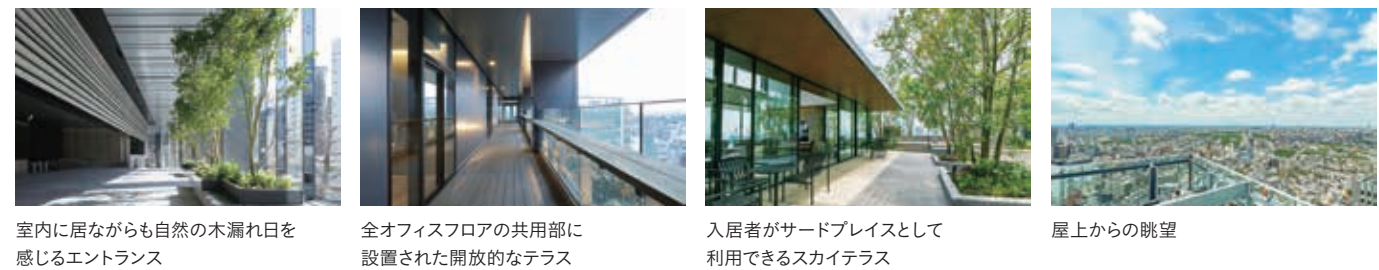 室内に居ながらも自然の木漏れ日を
感じるエントランス
全オフィスフロアの共用部に
設置された開放的なテラス
入居者がサードプレイスとして
利用できるスカイテラス
屋上からの眺望